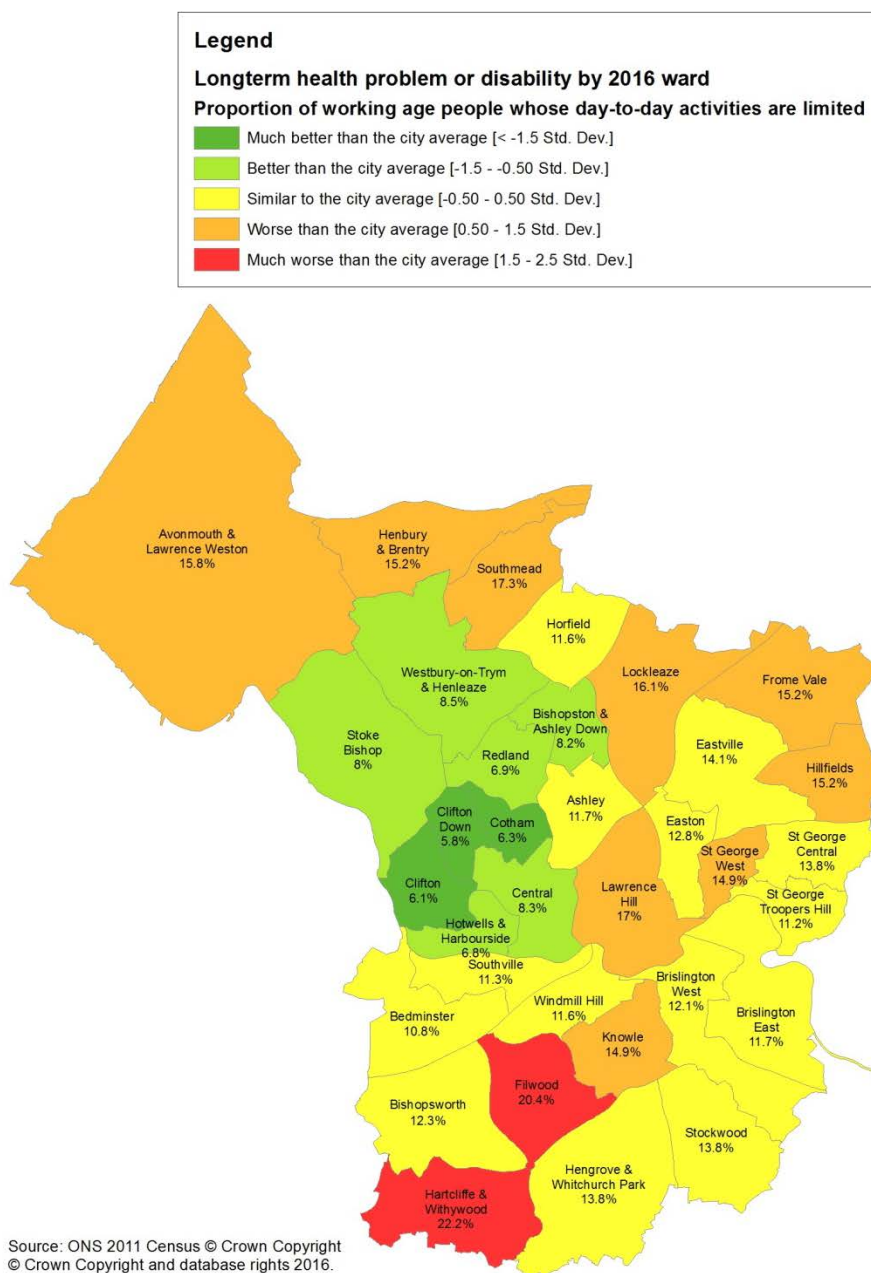 Legend
Longterm health problem or disability by 2016 ward
Proportion of working age people whose day-to-day activities are limited
Much better than the city average [< -1.5 Std. Dev.]
Better than the city average [-1.5 - -0.50 Std. Dev.]
Similar to the city average [-0.50 - 0.50 Std. Dev.]
Worse than the city average [0.50 - 1.5 Std. Dev.]
Much worse than the city average [1.5 - 2.5 Std. Dev.]
Avonmouth &
Lawrence Weston
15.8%
Henbury
& Brentry
15.2%
Southmead
17.3%
Horfield
11.6%
Lockleaze
16.1%
Frome Vale
15.2%
Westbury-on-Trym
& Henleaze
8.5%
Bishopston &
Ashley Down
8.2%
Stoke
Bishop
8%
Redland
6.9%
Eastville
14.1%
Hillfields
15.2%
Clifton
Down
5.8%
Cotham
6.3%
Ashley
11.7%
Easton
12.8%
St George
Central
13.8%
St George
West
14.9%
Clifton
6.1%
Central
8.3%
Lawrence
Hill
17%
St George
Troopers Hill
11.2%
Hotwells &
Harbourside
6.8%
Southville
11.3%
Brislington
West
12.1%
Windmill Hill
11.6%
Bedminster
10.8%
Brislington
East
11.7%
Knowle
14.9%
Filwood
20.4%
Bishopsworth
12.3%
Stockwood
13.8%
Hengrove &
Whitchurch Park
13.8%
Hartcliffe &
Withywood
22.2%
Source: ONS 2011 Census © Crown Copyright
© Crown Copyright and database rights 2016.